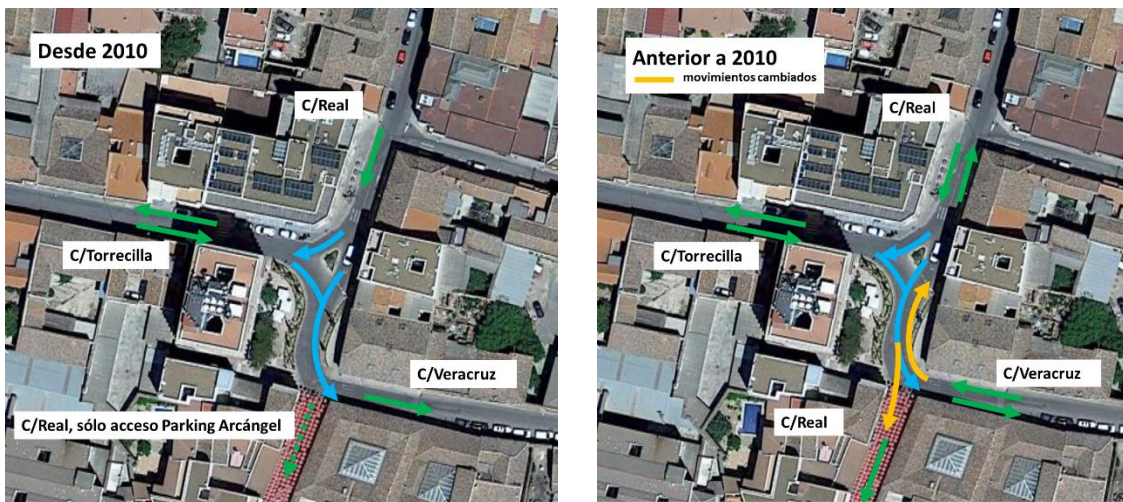 Desde 2010
C/Real
C/Torrecilla
C/Veracruz
C/Real, sólo acceso Parking Arcángel
Anterior a 2010
movimientos cambiados
C/Real
C/Torrecilla
C/Veracruz
C/Real